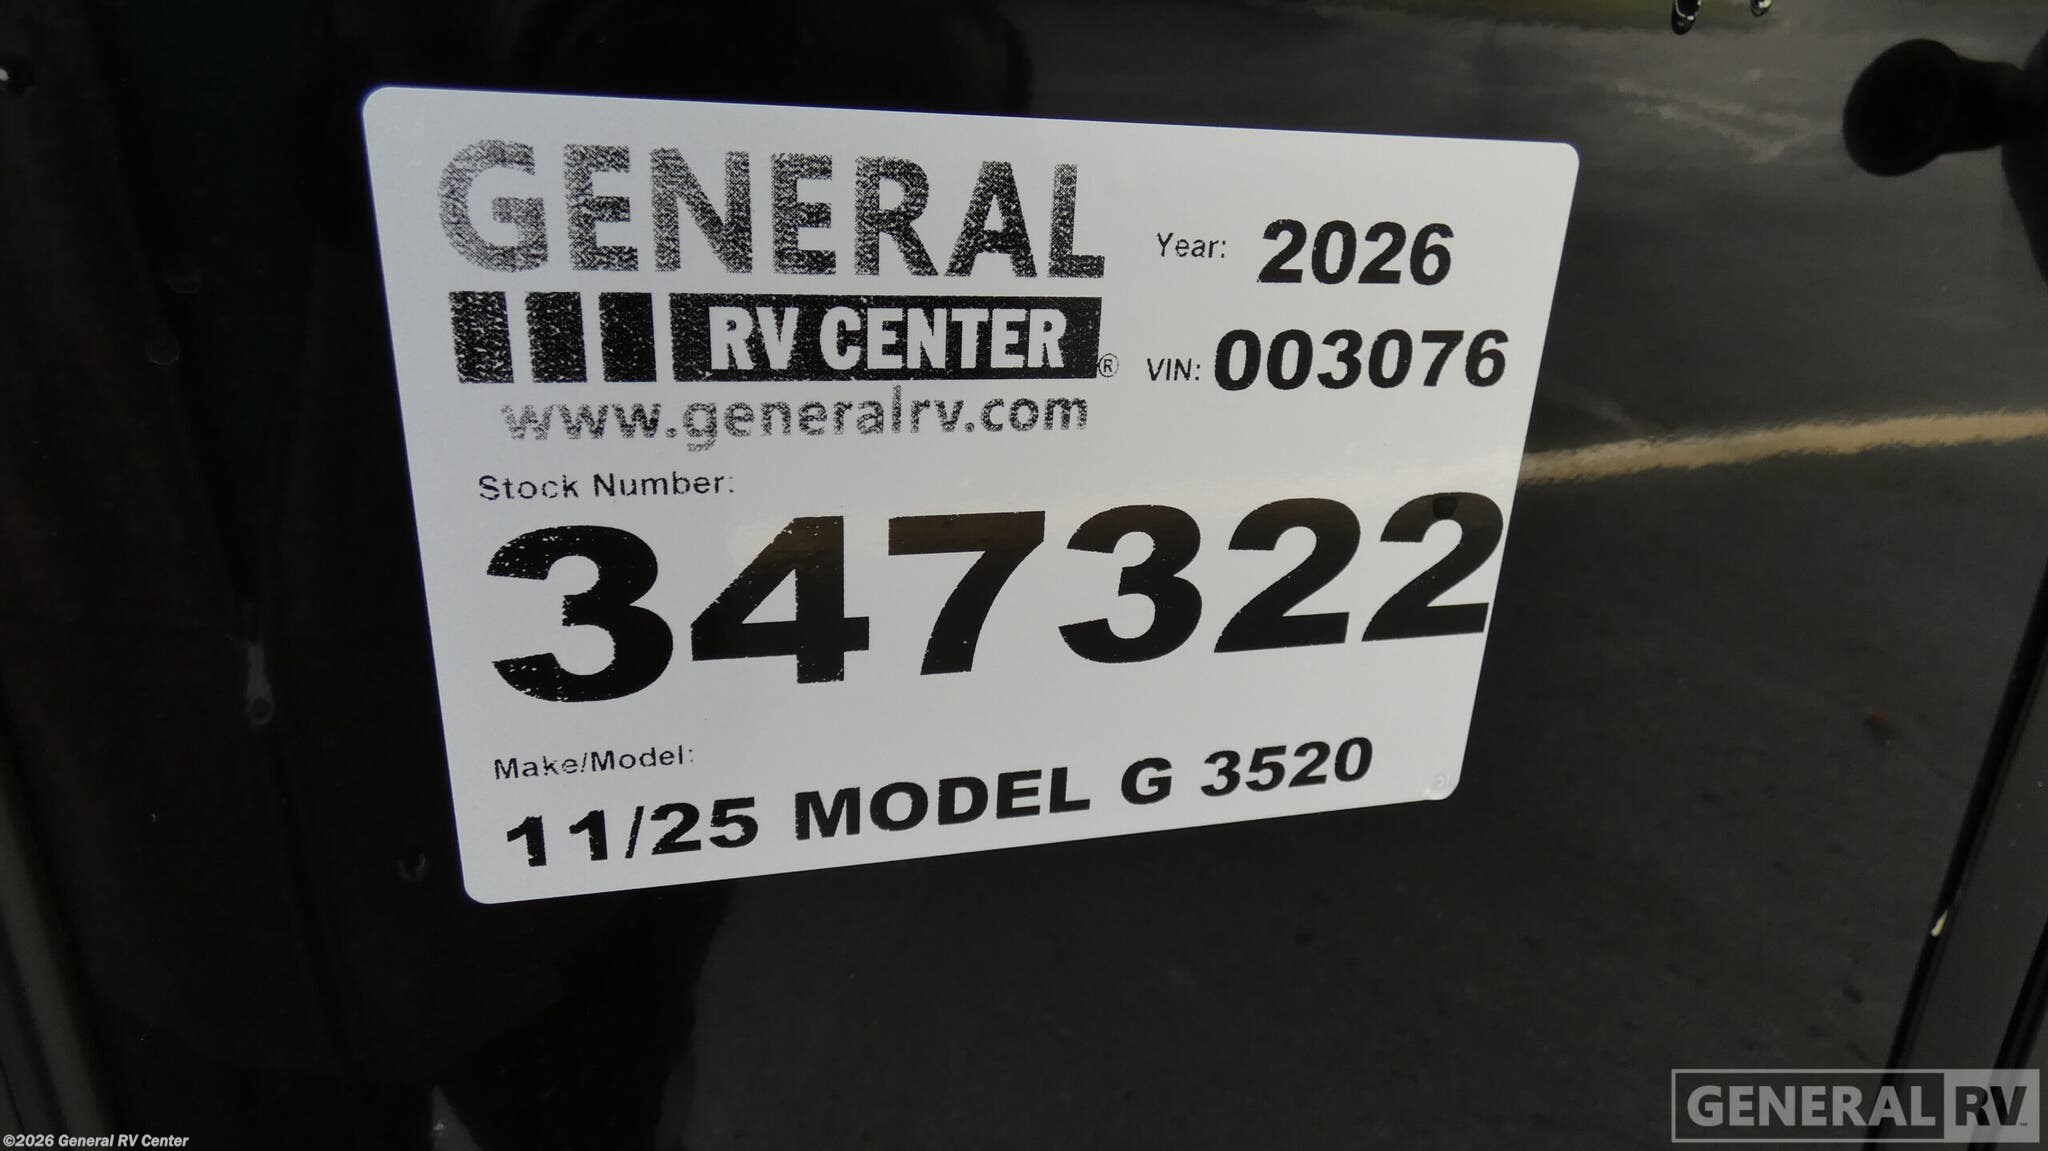 GENERAL
RV CENTER®
www.generalrv.com
Year: 2026
VIN: 003076
Stock Number:
347322
Make/Model:
11/25 MODEL G 3520
GENERAL RV™
©2026 General RV Center